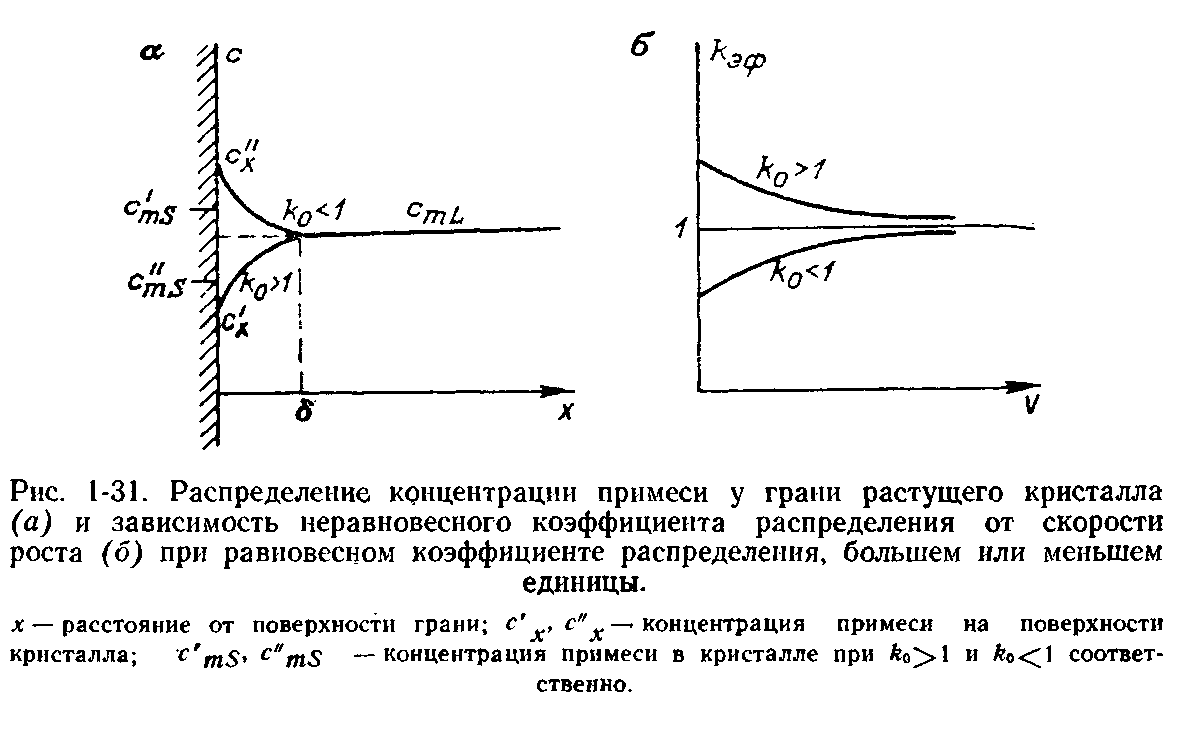 а
c
c''x
c'mS
k₀<1
cmL
c''mS
k₀>1
c'x
δ
x
б
kэф
k₀>1
1
k₀<1
v
Рис. 1-31. Распределение концентрации примеси у грани растущего кристалла
(а) и зависимость неравновесного коэффициента распределения от скорости
роста (б) при равновесном коэффициенте распределения, большем или меньшем
единицы.
x — расстояние от поверхности грани; c'x, c''x — концентрация примеси на поверхности
кристалла; c'mS, c''mS — концентрация примеси в кристалле при k₀>1 и k₀<1 соответ-
ственно.